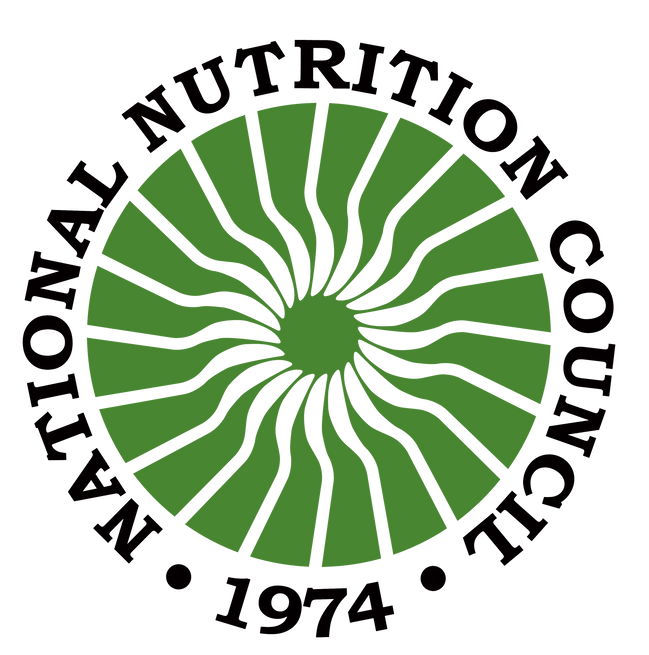 NATIONAL NUTRITION COUNCIL
• 1974 •